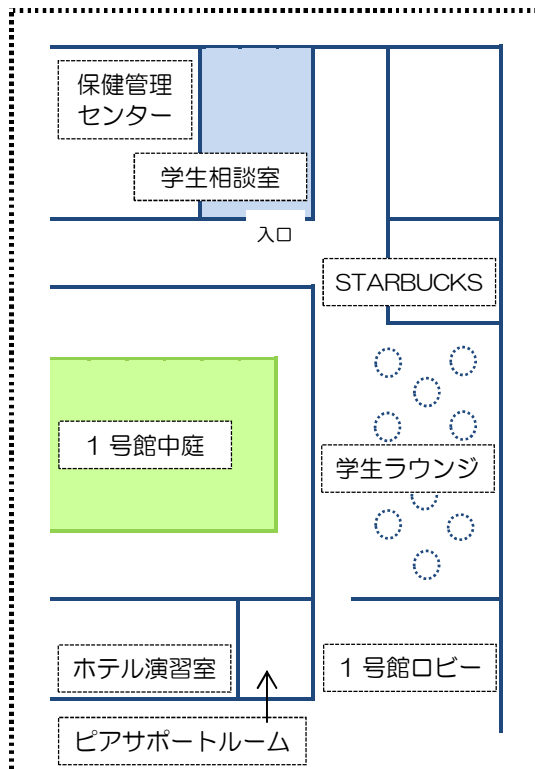 保健管理
センター
学生相談室
入口
STARBUCKS
1号館中庭
学生ラウンジ
ホテル演習室
1号館ロビー
ピアサポートルーム